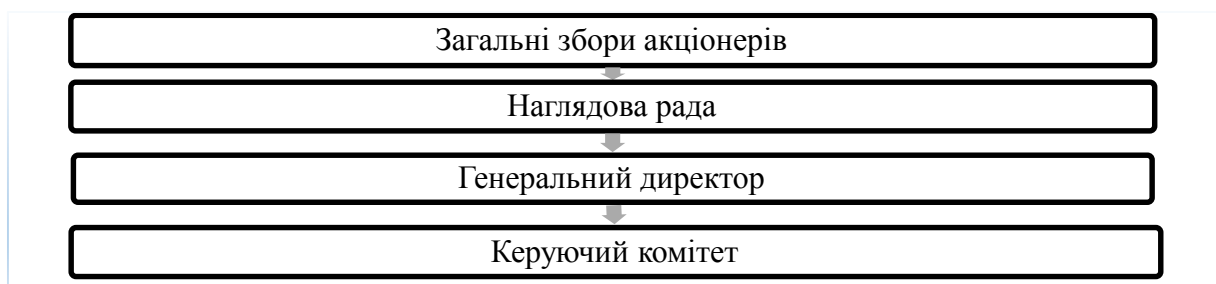 Загальні збори акціонерів
Наглядова рада
Генеральний директор
Керуючий комітет